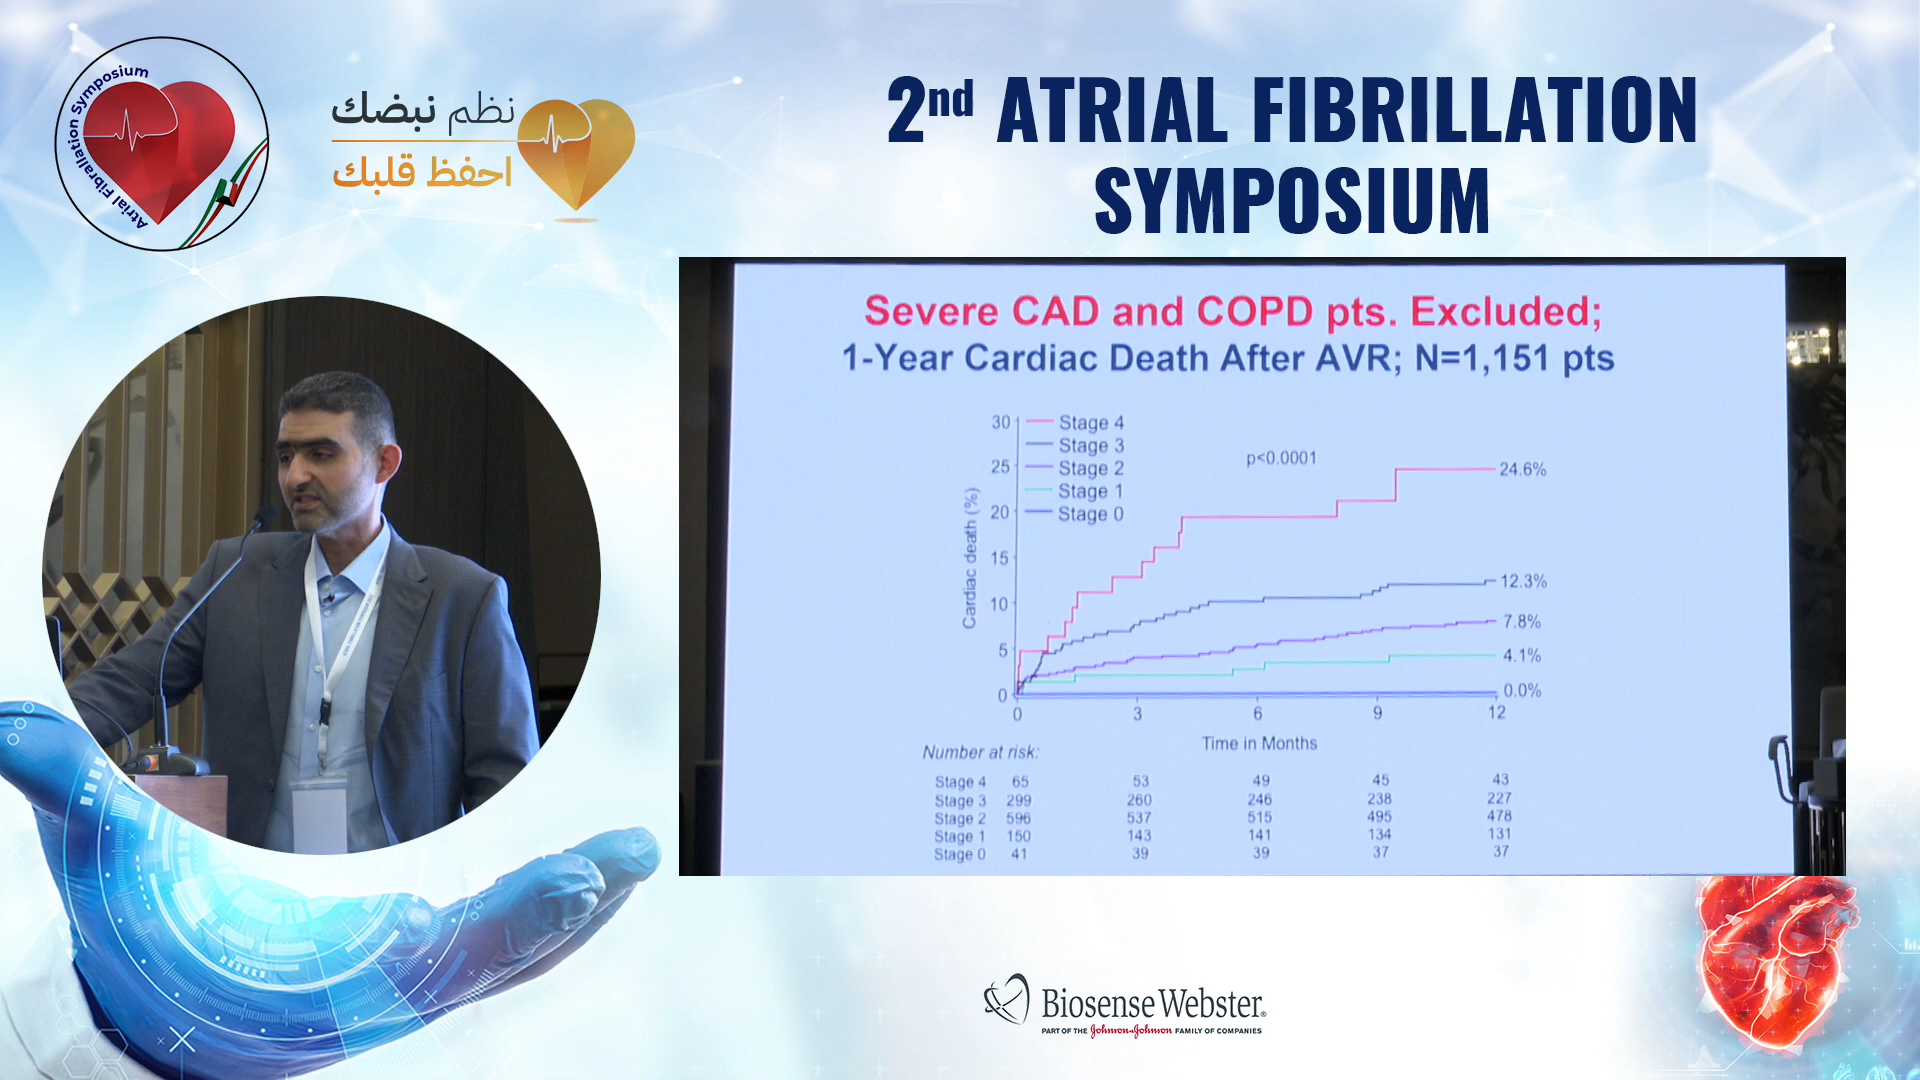 Atrial Fibrallation Symposium
نظم نبضك
احفظ قلبك
2nd ATRIAL FIBRILLATION
SYMPOSIUM
Severe CAD and COPD pts. Excluded;
1-Year Cardiac Death After AVR; N=1,151 pts
Cardiac death (%)
30
25
20
15
10
5
0
Stage 4
Stage 3
Stage 2
Stage 1
Stage 0
p<0.0001
24.6%
12.3%
7.8%
4.1%
0.0%
0 3 6 9 12
Time in Months
Number at risk:
Stage 4 65 53 49 45 43
Stage 3 299 260 246 238 227
Stage 2 596 537 515 495 478
Stage 1 150 143 141 134 131
Stage 0 41 39 39 37 37
Biosense Webster®
PART OF THE Johnson & Johnson FAMILY OF COMPANIES